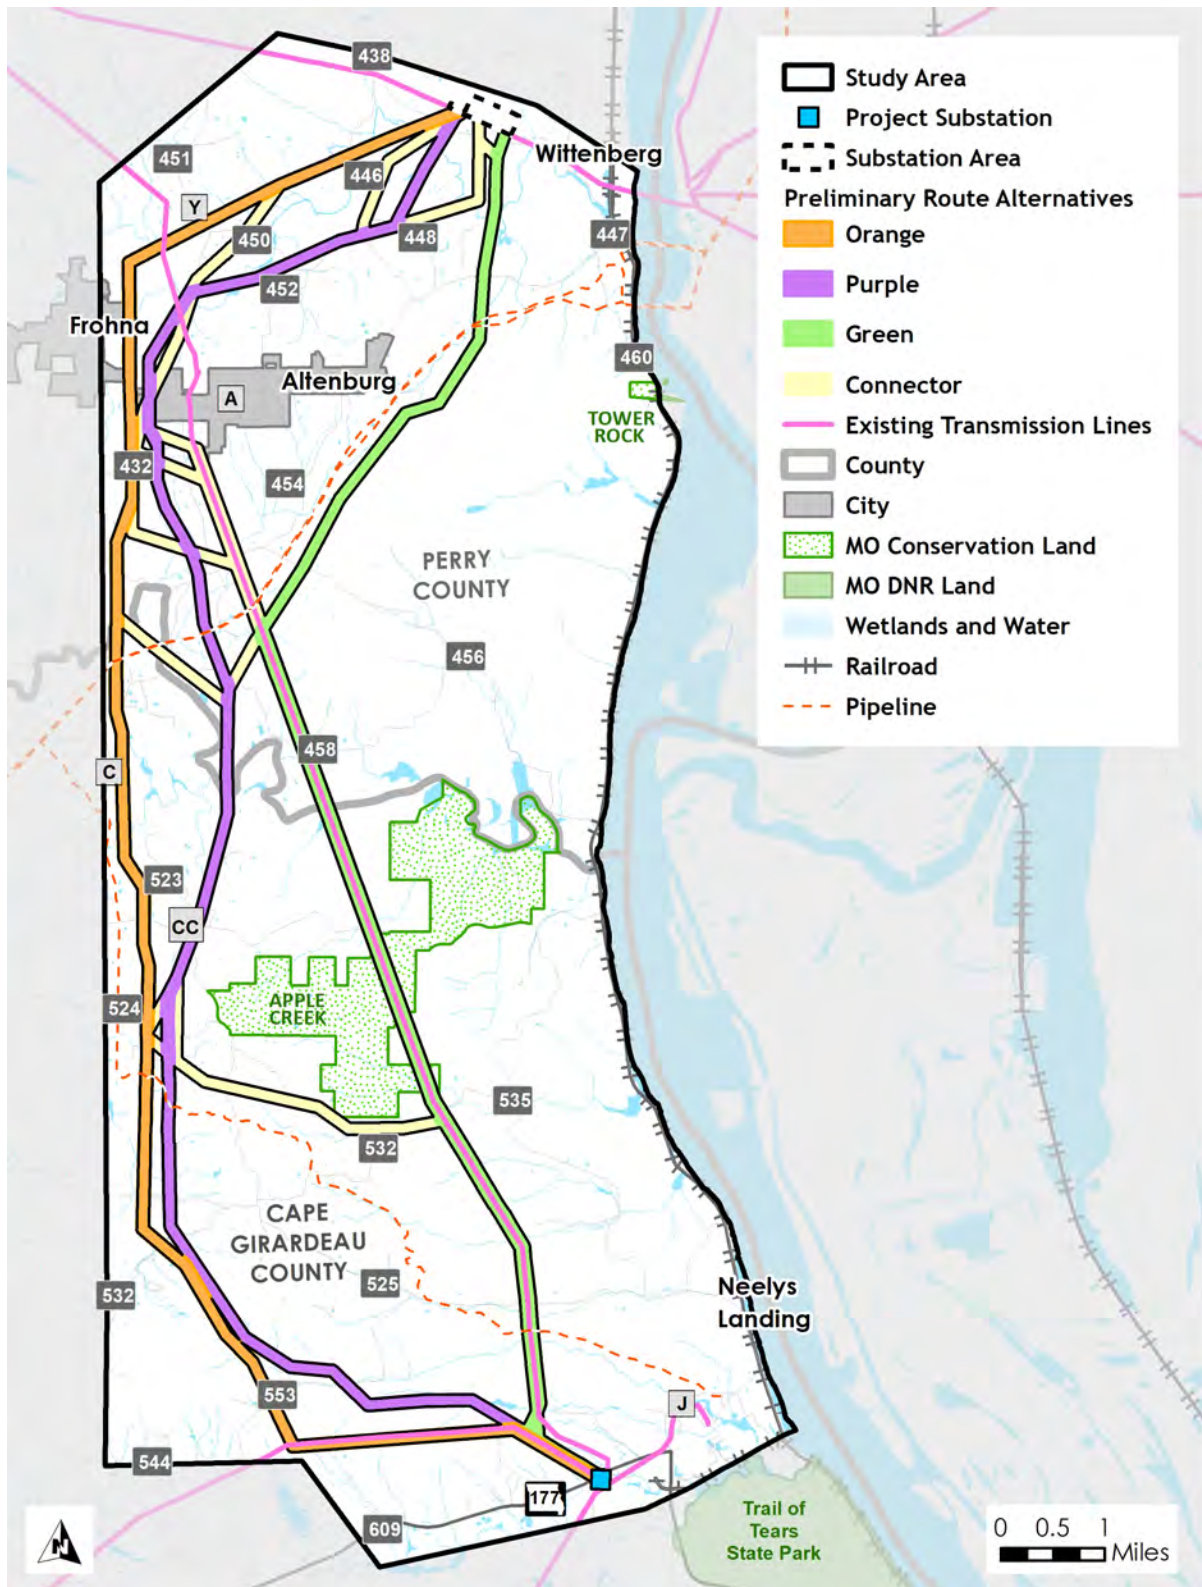 438
451
Wittenberg
446
Y
450
448
447
452
Frohna
460
Altenburg
A
TOWER
ROCK
432
454
PERRY
COUNTY
456
458
C
523
CC
APPLE
CREEK
524
535
532
CAPE
GIRARDEAU
COUNTY
525
532
Neelys
Landing
553
J
544
177
609
Trail of
Tears
State Park
N
Study Area
Project Substation
Substation Area
Preliminary Route Alternatives
Orange
Purple
Green
Connector
Existing Transmission Lines
County
City
MO Conservation Land
MO DNR Land
Wetlands and Water
Railroad
Pipeline
0 0.5 1
Miles